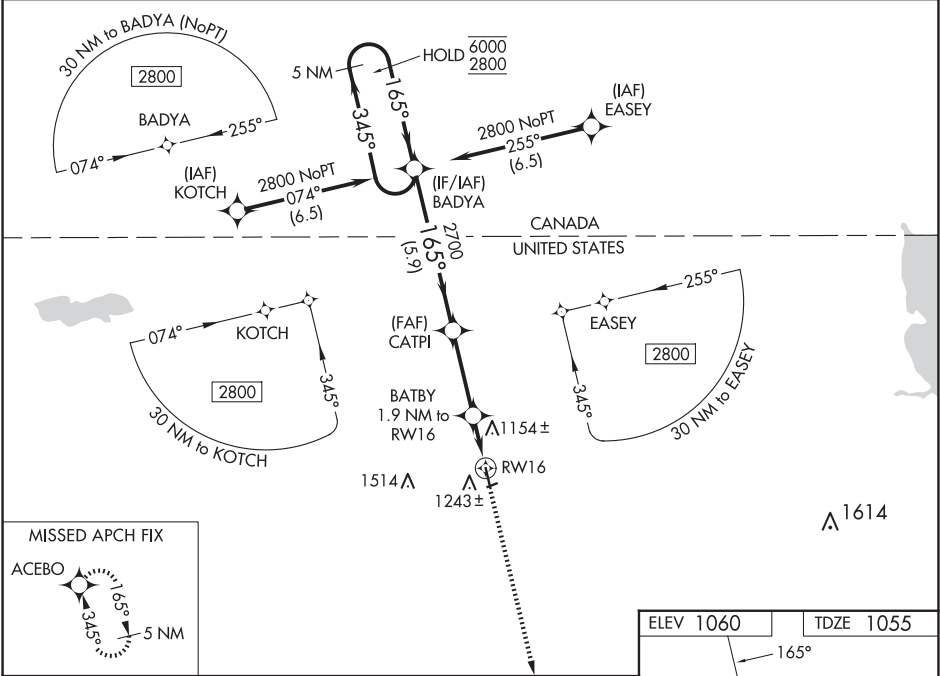 30 NM to BADYA (NoPT)
2800
BADYA
074°
255°
5 NM
HOLD 6000
2800
165°
345°
(IAF)
EASEY
2800 NoPT
255°
(6.5)
(IAF)
KOTCH
2800 NoPT
074°
(6.5)
(IF/IAF)
BADYA
CANADA
UNITED STATES
2700
165°
(5.9)
074°
KOTCH
2800
345°
30 NM to KOTCH
(FAF)
CATPI
255°
EASEY
2800
345°
30 NM to EASEY
BATBY
1.9 NM to
RW16
1154±
RW16
1514
1243±
1614
MISSED APCH FIX
ACEBO
165°
345°
5 NM
ELEV 1060
TDZE 1055
165°